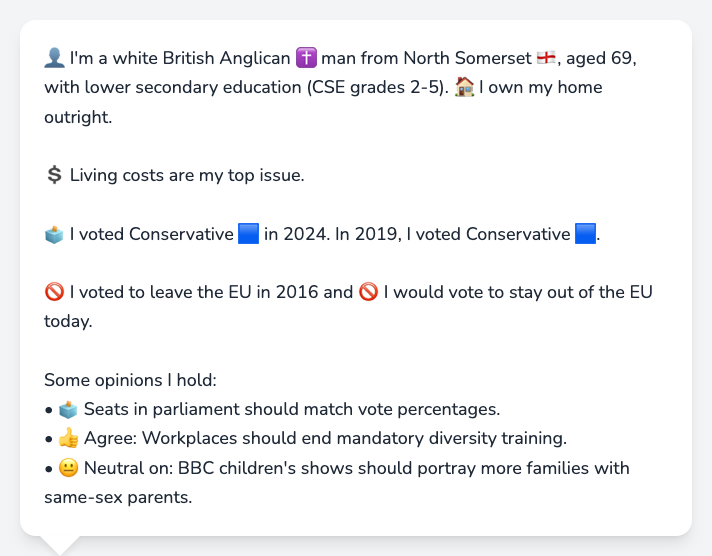 👤 I'm a white British Anglican ✝️ man from North Somerset 🏴󠁧󠁢󠁥󠁮󠁧󠁿, aged 69,
with lower secondary education (CSE grades 2-5). 🏠 I own my home
outright.
💲 Living costs are my top issue.
🗳️ I voted Conservative 🟦 in 2024. In 2019, I voted Conservative 🟦.
🚫 I voted to leave the EU in 2016 and 🚫 I would vote to stay out of the EU
today.
Some opinions I hold:
• 🗳️ Seats in parliament should match vote percentages.
• 👍 Agree: Workplaces should end mandatory diversity training.
• 😐 Neutral on: BBC children's shows should portray more families with
same-sex parents.